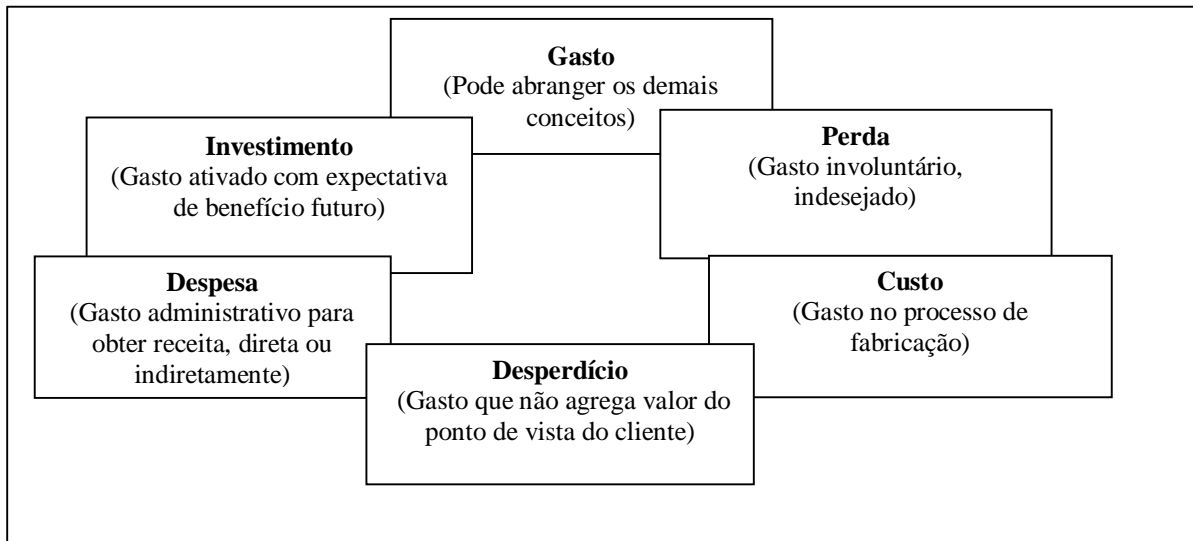 Gasto
(Pode abranger os demais
conceitos)
Investimento
(Gasto ativado com expectativa
de benefício futuro)
Perda
(Gasto involuntário,
indesejado)
Despesa
(Gasto administrativo para
obter receita, direta ou
indiretamente)
Custo
(Gasto no processo de
fabricação)
Desperdício
(Gasto que não agrega valor do
ponto de vista do cliente)